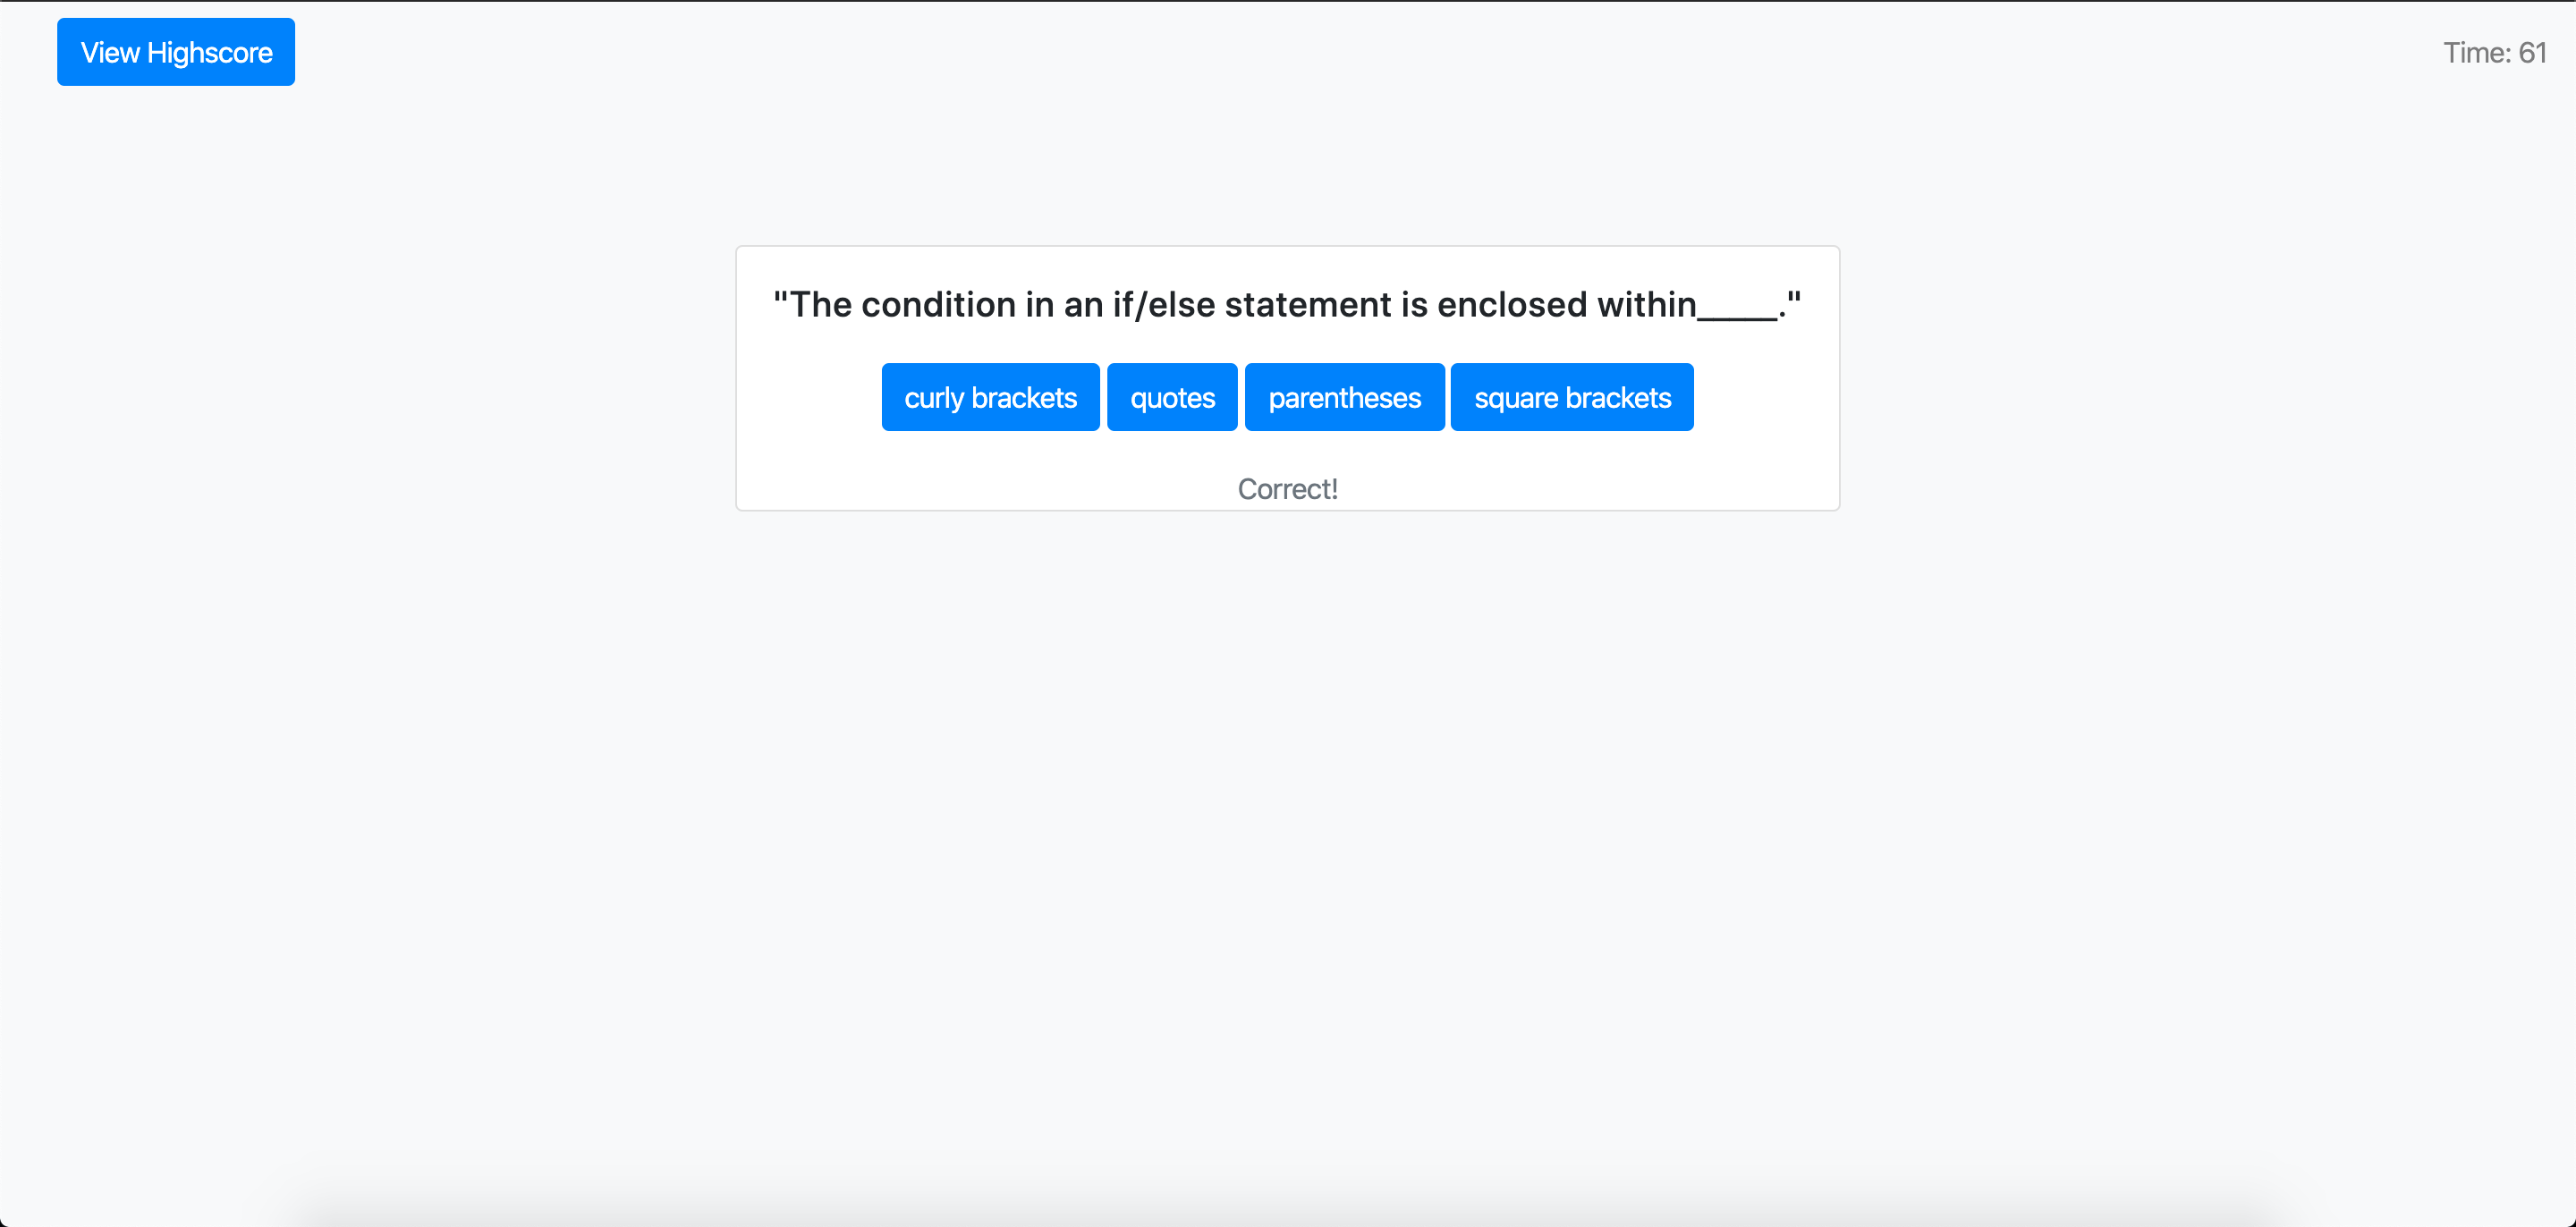 View Highscore
Time: 61
"The condition in an if/else statement is enclosed within_____."
curly brackets quotes parentheses square brackets
Correct!